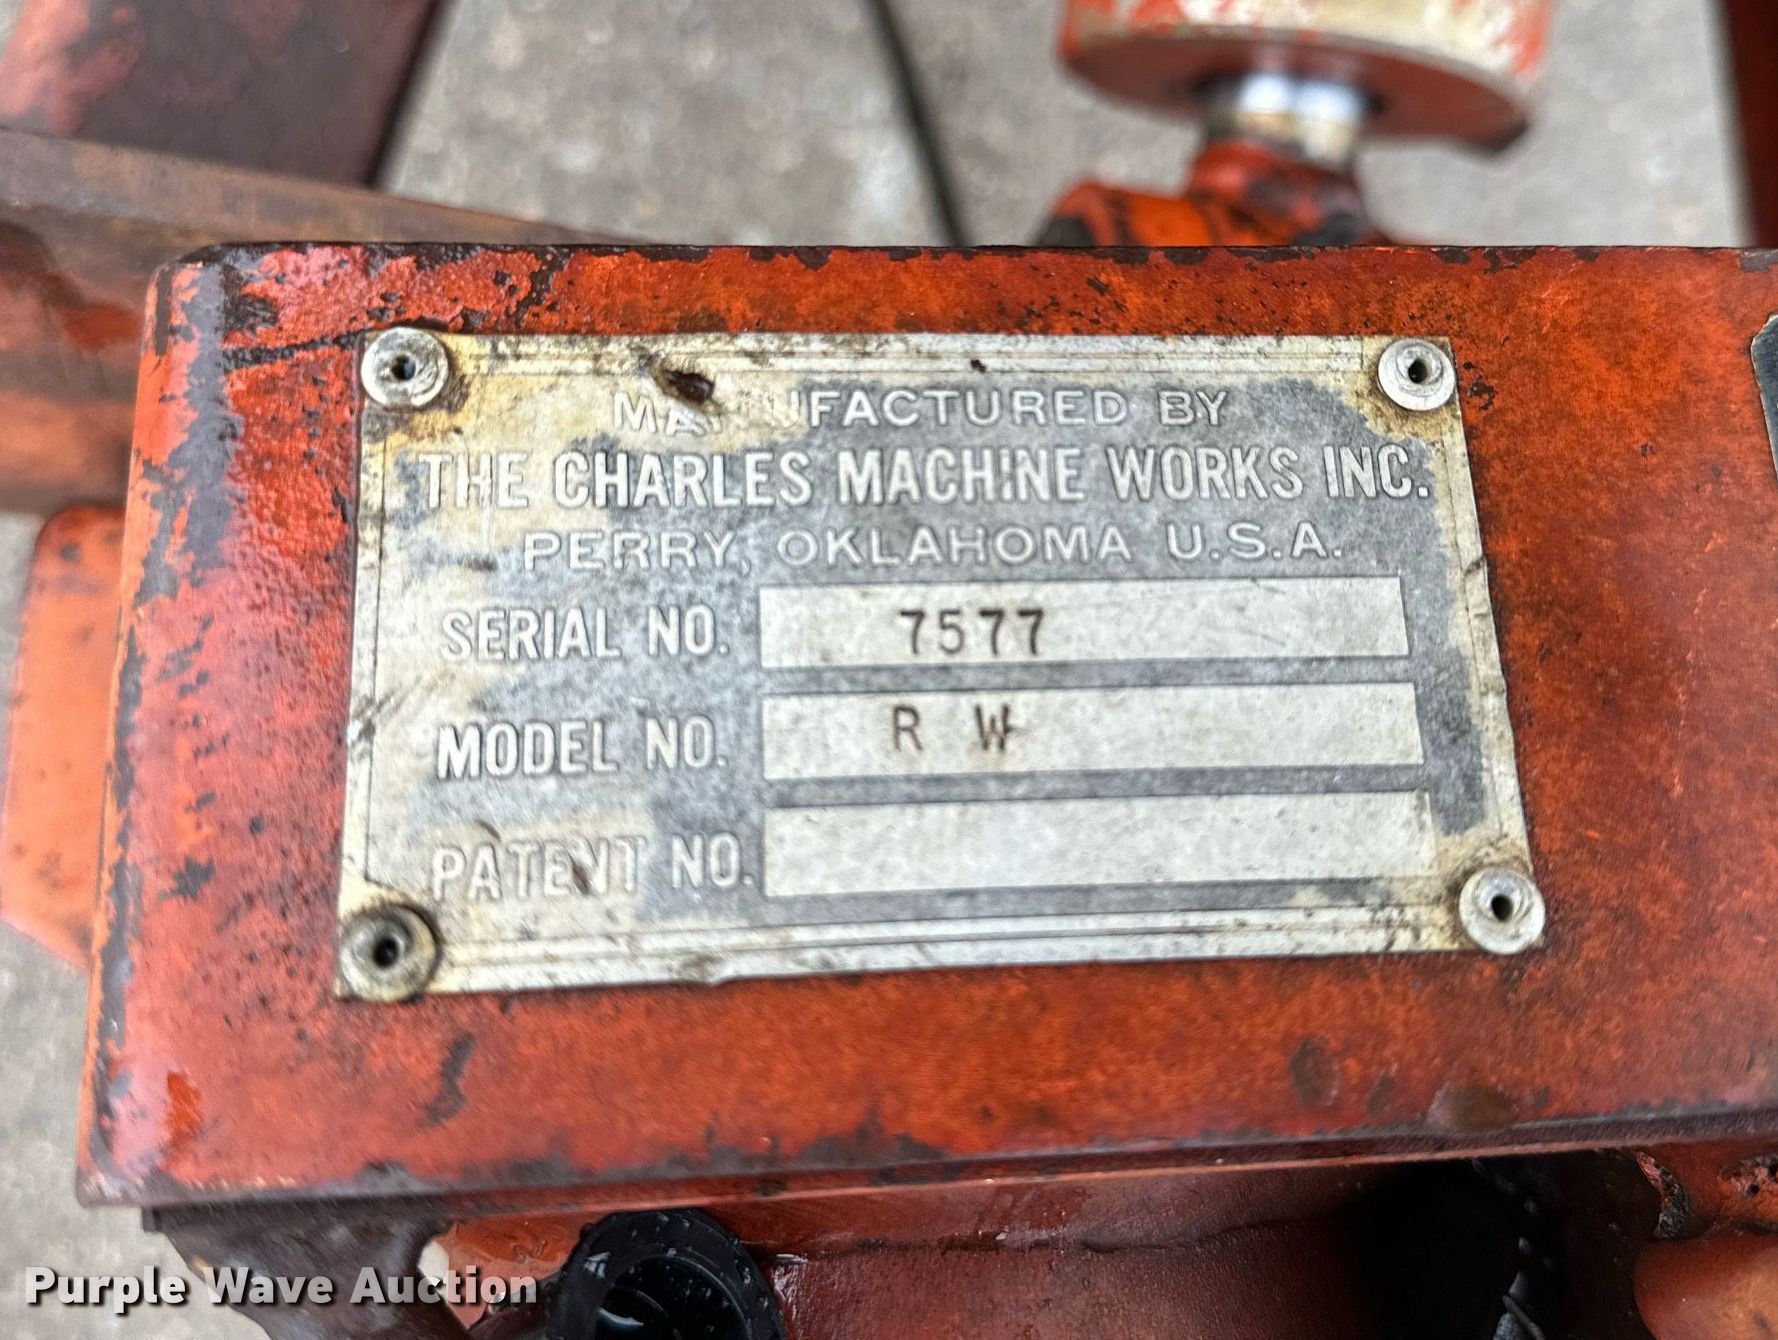 MANUFACTURED BY
THE CHARLES MACHINE WORKS INC.
PERRY, OKLAHOMA U.S.A.
SERIAL NO. 7577
MODEL NO. R W
PATENT NO.
Purple Wave Auction